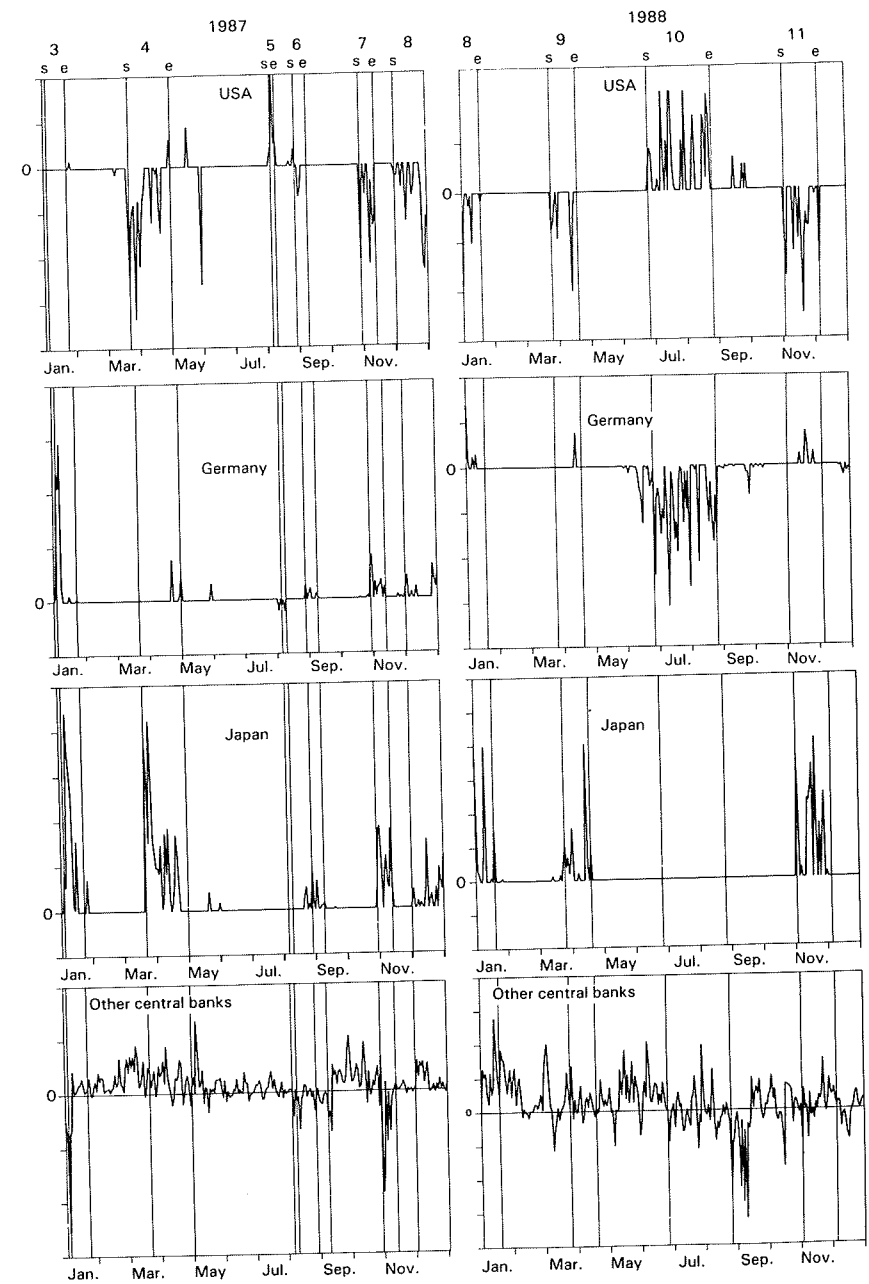 1987
3 4 5 6 7 8
s e s e s e s e s e s
USA
0
Jan. Mar. May Jul. Sep. Nov.
Germany
0
Jan. Mar. May Jul. Sep. Nov.
Japan
0
Jan. Mar. May Jul. Sep. Nov.
Other central banks
0
Jan. Mar. May Jul. Sep. Nov.
1988
8 9 10 11
e s e s e s e
USA
0
Jan. Mar. May Jul. Sep. Nov.
Germany
0
Jan. Mar. May Jul. Sep. Nov.
Japan
0
Jan. Mar. May Jul. Sep. Nov.
Other central banks
0
Jan. Mar. May Jul. Sep. Nov.